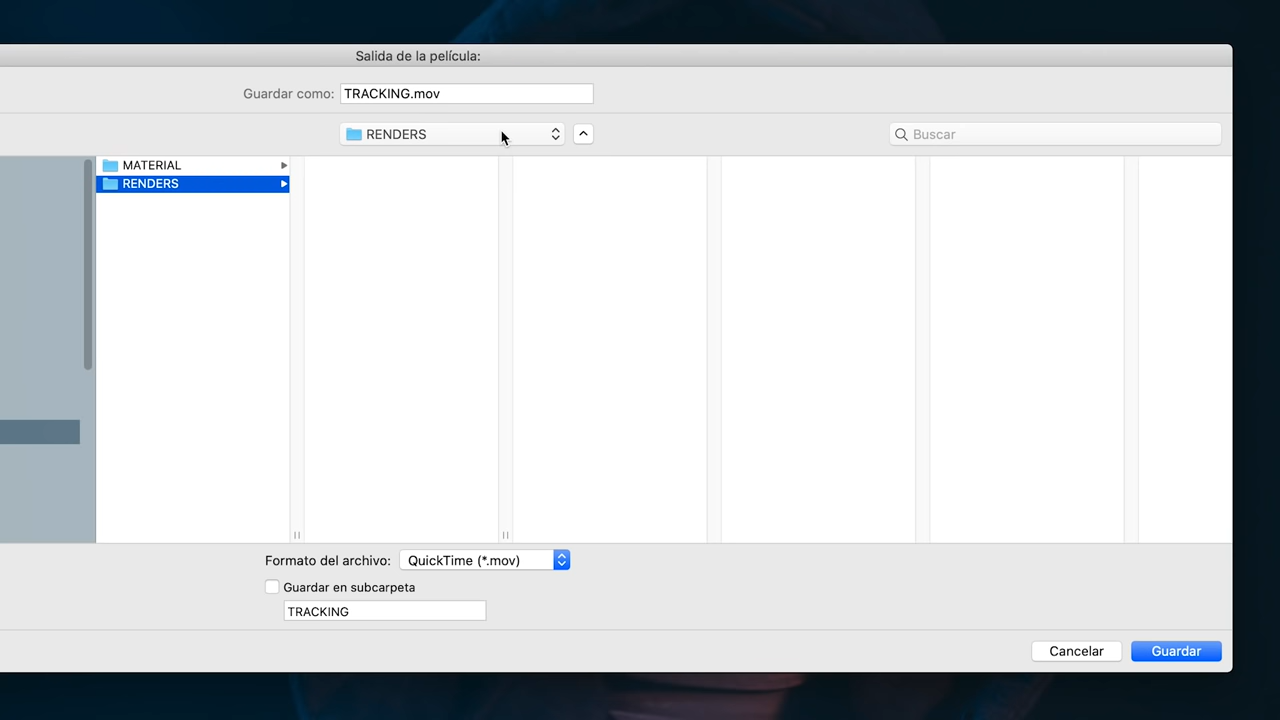 Salida de la película:
Guardar como: TRACKING.mov
RENDERS
Buscar
MATERIAL
RENDERS
Formato del archivo: QuickTime (*.mov)
Guardar en subcarpeta
TRACKING
Cancelar
Guardar